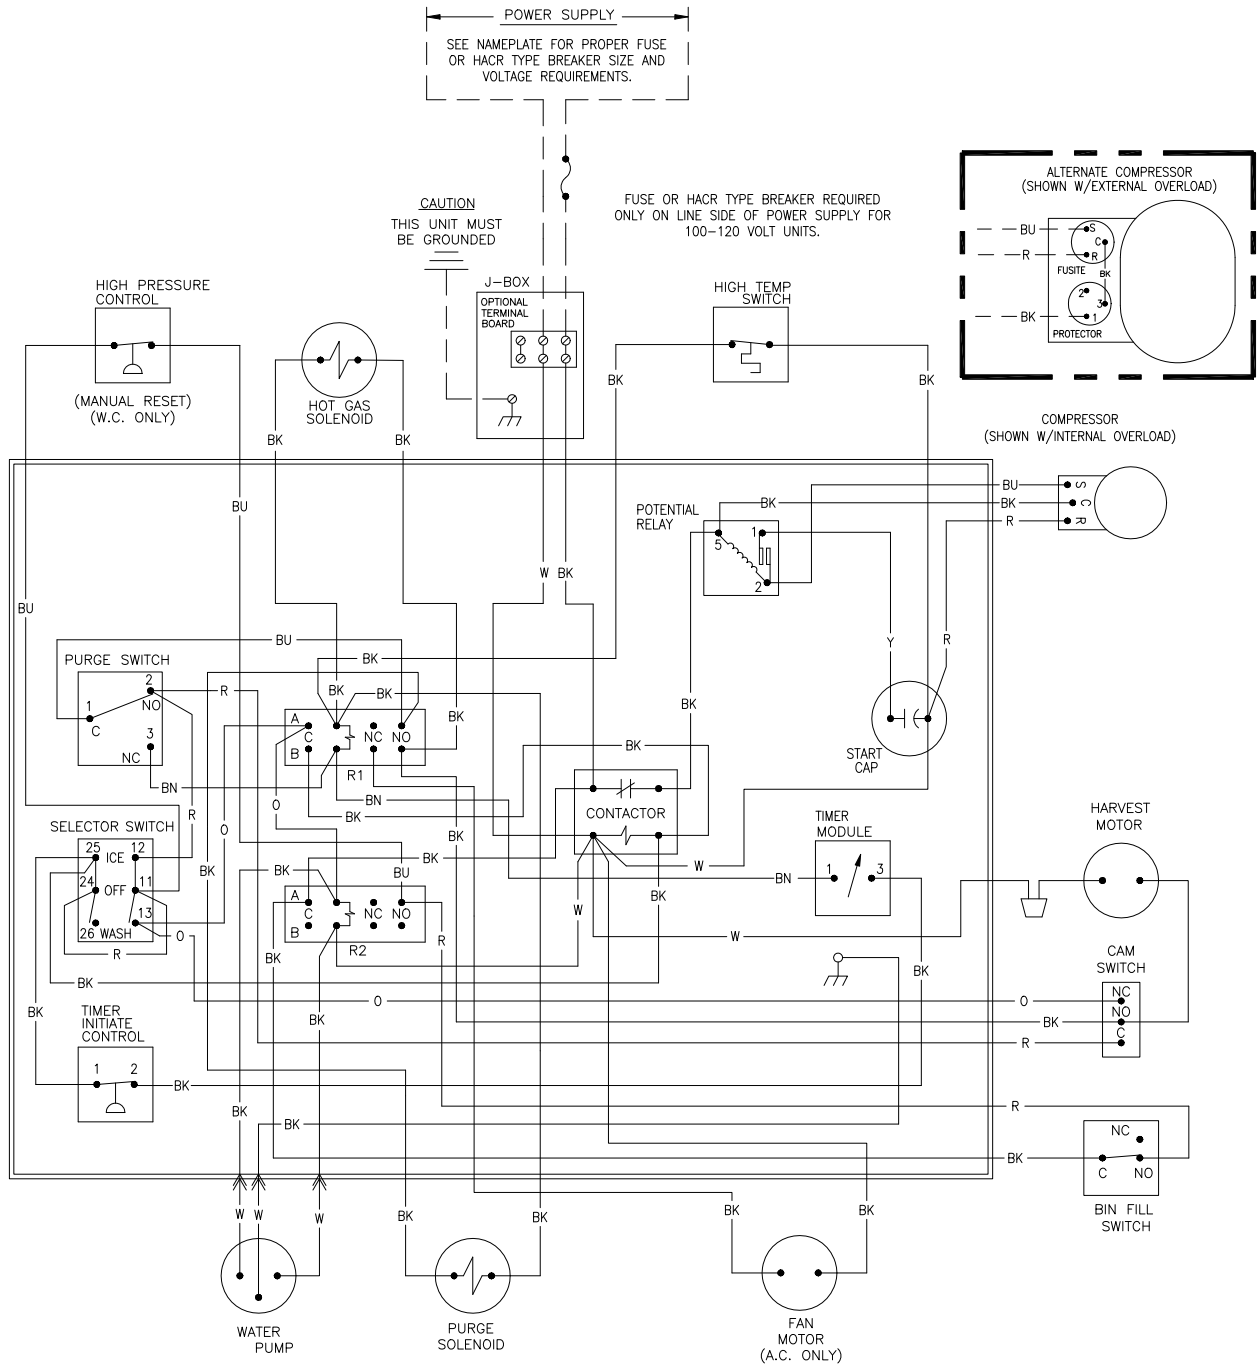 POWER SUPPLY
SEE NAMEPLATE FOR PROPER FUSE
OR HACR TYPE BREAKER SIZE AND
VOLTAGE REQUIREMENTS.
FUSE OR HACR TYPE BREAKER REQUIRED
ONLY ON LINE SIDE OF POWER SUPPLY FOR
100-120 VOLT UNITS.
CAUTION
THIS UNIT MUST
BE GROUNDED
ALTERNATE COMPRESSOR
(SHOWN W/EXTERNAL OVERLOAD)
BU
S
C
R
R
FUSITE
BK
2
3
BK
1
PROTECTOR
HIGH PRESSURE
CONTROL
(MANUAL RESET)
(W.C. ONLY)
HOT GAS
SOLENOID
J-BOX
OPTIONAL
TERMINAL
BOARD
HIGH TEMP
SWITCH
BK
BK
BK
BK
COMPRESSOR
(SHOWN W/INTERNAL OVERLOAD)
BU
BK
BK
R
S
C
R
BU
POTENTIAL
RELAY
5
1
2
W
BK
BU
BU
BK
Y
R
PURGE SWITCH
2
NO
1
C
3
NC
R
BK
BK
BK
BK
A
C
B
NC
NO
R1
BN
BN
BK
O
R
O
BK
BK
START
CAP
CONTACTOR
SELECTOR SWITCH
25
ICE
12
24
OFF
11
13
26
WASH
R
O
BK
BK
BK
BK
BU
A
C
B
NC
NO
R2
BK
R
BK
BK
W
W
BN
TIMER
MODULE
1
3
W
BK
HARVEST
MOTOR
CAM
SWITCH
NC
NO
C
O
O
BK
R
BK
BK
TIMER
INITIATE
CONTROL
1
2
BK
BK
BK
R
BK
NC
C
NO
BIN FILL
SWITCH
W
W
W
BK
BK
BK
BK
WATER
PUMP
PURGE
SOLENOID
FAN
MOTOR
(A.C. ONLY)